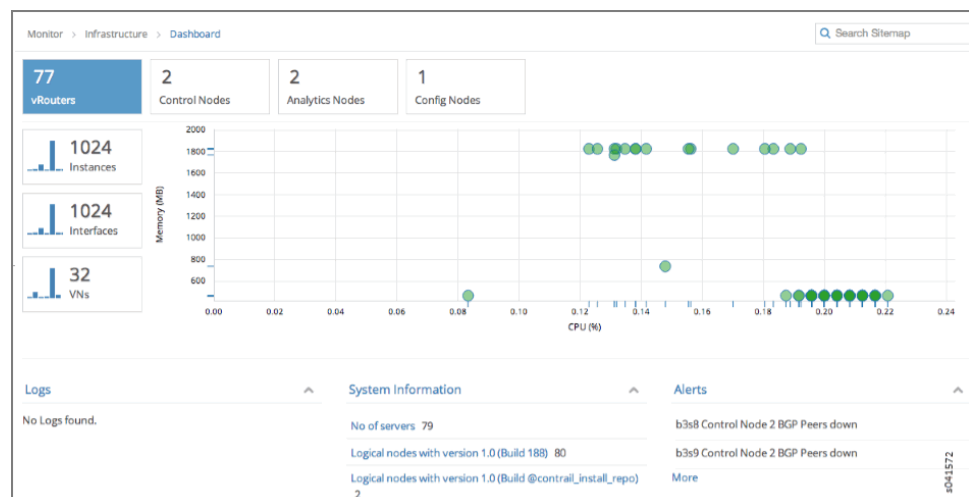 Monitor > Infrastructure > Dashboard
Search Sitemap
77
vRouters
2
Control Nodes
2
Analytics Nodes
1
Config Nodes
1024
Instances
1024
Interfaces
32
VNs
Memory (MB)
2000
1800
1600
1400
1200
1000
800
600
0.00 0.02 0.04 0.06 0.08 0.10 0.12 0.14 0.16 0.18 0.20 0.22 0.24
CPU (%)
Logs
No Logs found.
System Information
No of servers 79
Logical nodes with version 1.0 (Build 188) 80
Logical nodes with version 1.0 (Build @contrail_install_repo)
2
Alerts
b3s8 Control Node 2 BGP Peers down
b3s9 Control Node 2 BGP Peers down
More
s041572